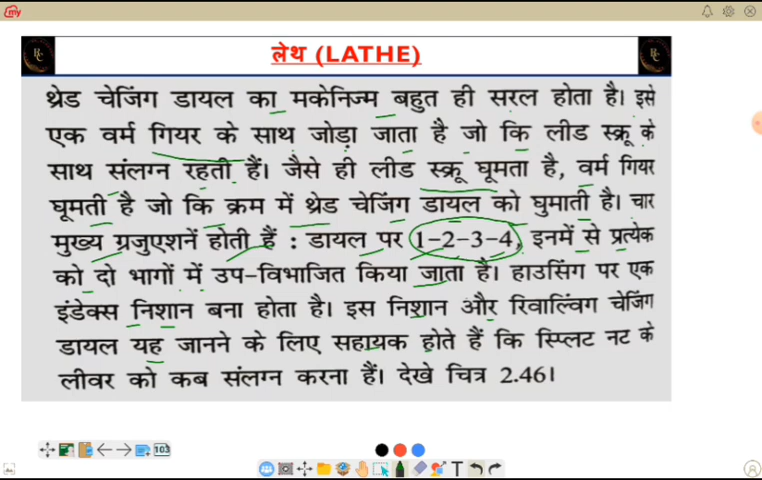 my
लेथ (LATHE)
थ्रेड चेजिंग डायल का मकेनिज्म बहुत ही सरल होता है। इसे
एक वर्म गियर के साथ जोड़ा जाता है जो कि लीड स्क्रू के
साथ संलग्न रहती हैं। जैसे ही लीड स्क्रू घूमता है, वर्म गियर
घूमती है जो कि क्रम में थ्रेड चेजिंग डायल को घुमाती है। चार
मुख्य ग्रजुएशनें होती हैं : डायल पर 1-2-3-4, इनमें से प्रत्येक
को दो भागों में उप-विभाजित किया जाता है। हाउसिंग पर एक
इंडेक्स निशान बना होता है। इस निशान और रिवाल्विंग चेजिंग
डायल यह जानने के लिए सहायक होते हैं कि स्प्लिट नट के
लीवर को कब संलग्न करना हैं। देखे चित्र 2.46।
103
T